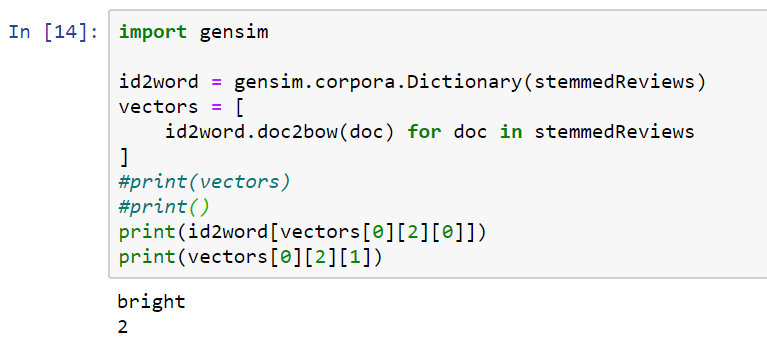 In [14]: import gensim
id2word = gensim.corpora.Dictionary(stemmedReviews)
vectors = [
    id2word.doc2bow(doc) for doc in stemmedReviews
]
#print(vectors)
#print()
print(id2word[vectors[0][2][0]])
print(vectors[0][2][1])
bright
2